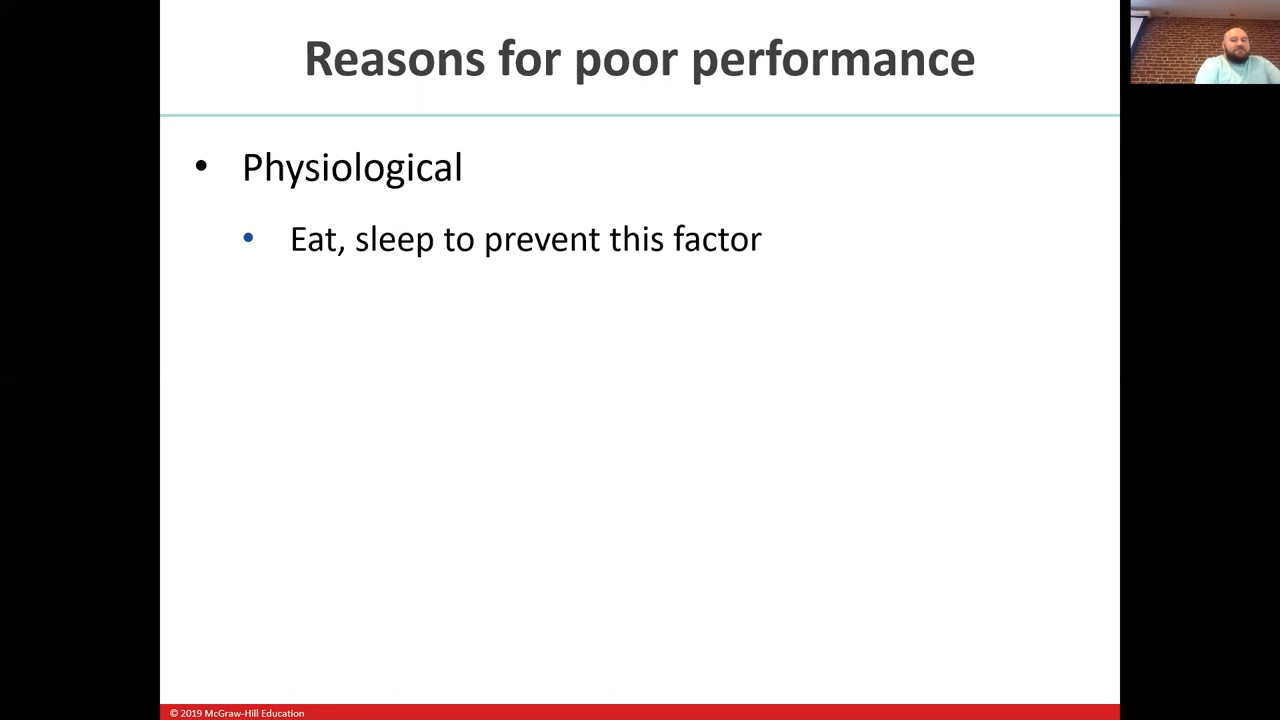 Reasons for poor performance
• Physiological
• Eat, sleep to prevent this factor
© 2019 McGraw-Hill Education